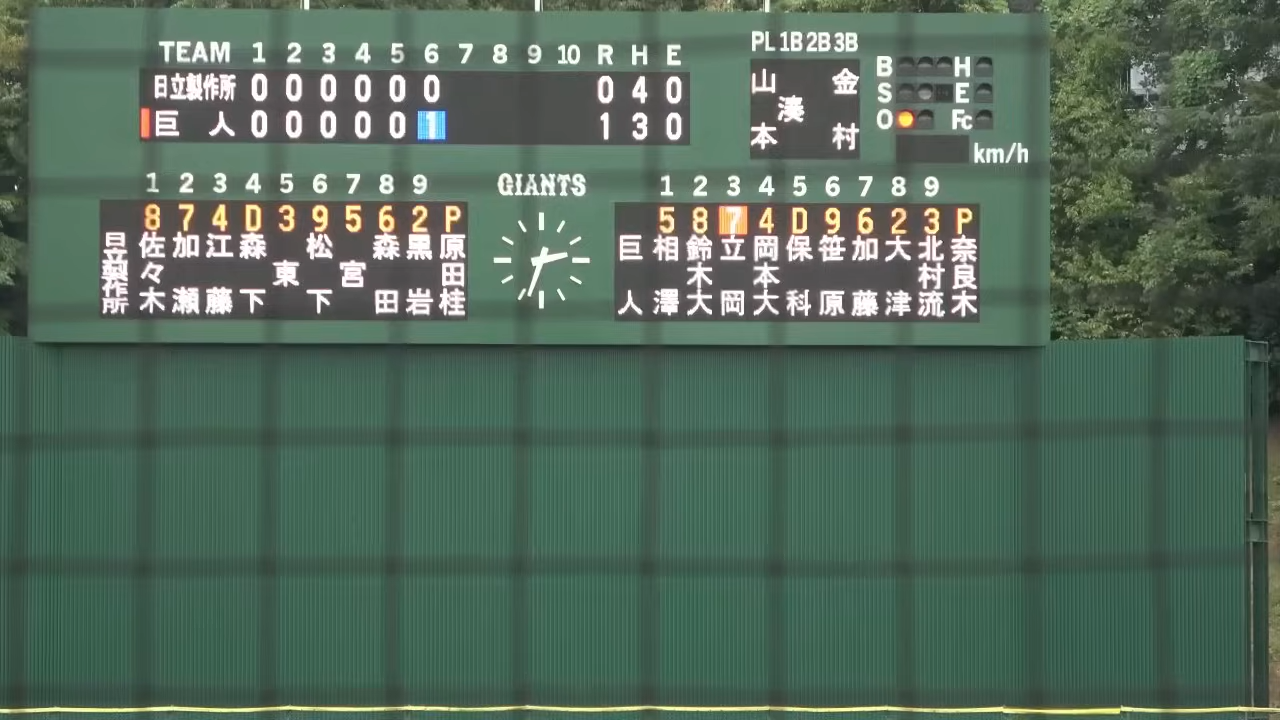 TEAM 1 2 3 4 5 6 7 8 9 10 R H E
日立製作所 0 0 0 0 0 0 0 4 0
巨人 0 0 0 0 0 1 1 3 0
PL 1B 2B 3B
山本 湊 金村
B H
S E
O Fc
km/h
1 2 3 4 5 6 7 8 9
8 7 4 D 3 9 5 6 2 P
日立製作所 佐々木 加瀬 江藤 森下 東 松下 宮 森田 黒岩 原田桂
GIANTS
1 2 3 4 5 6 7 8 9
5 8 7 4 D 9 6 2 3 P
巨人 相澤 鈴木大 立岡 岡本大 保科 笹原 加藤 大津 北村流 奈良木